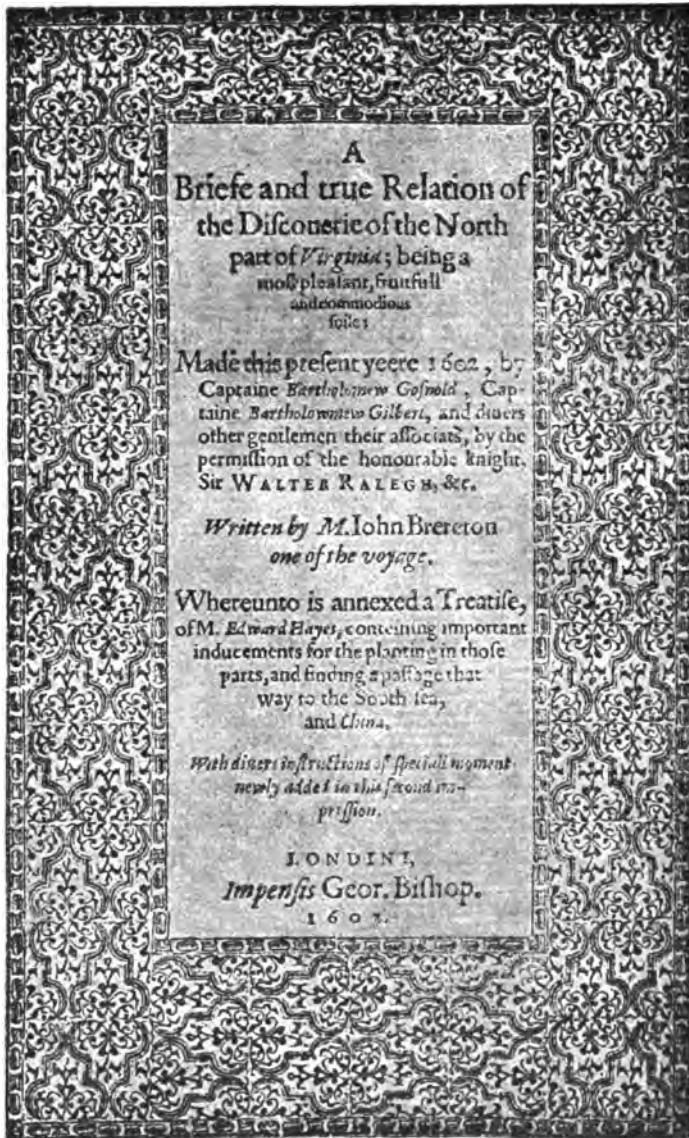 A
Briefe and true Relation of
the Diſcouerie of the North
part of Virginia; being a
moſt pleaſant, fruitfull
and commodious
ſoile:
Made this preſent yeere 1602, by
Captaine Bartholomew Goſnold, Cap-
taine Bartholowmew Gilbert, and diuers
other gentlemen their aſſociats, by the
permiſſion of the honourable knight,
Sir WALTER RALEGH, &c.
Written by M. Iohn Brereton
one of the voyage.
Whereunto is annexed a Treatiſe,
of M. Edward Hayes, conteining important
inducements for the planting in thoſe
parts, and finding a paſſage that
way to the South ſea,
and China.
With diuers inſtructions of ſpeciall moment
newly added in this ſecond im-
preſſion.
LONDINI,
Impenſis Geor. Biſhop.
1602.